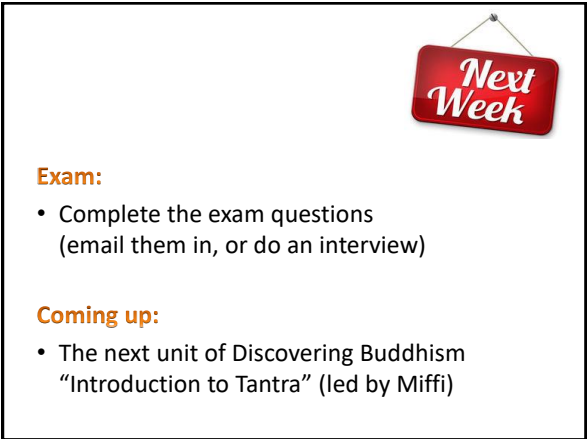 Next
Week
Exam:
• Complete the exam questions
(email them in, or do an interview)
Coming up:
• The next unit of Discovering Buddhism
“Introduction to Tantra” (led by Miffi)